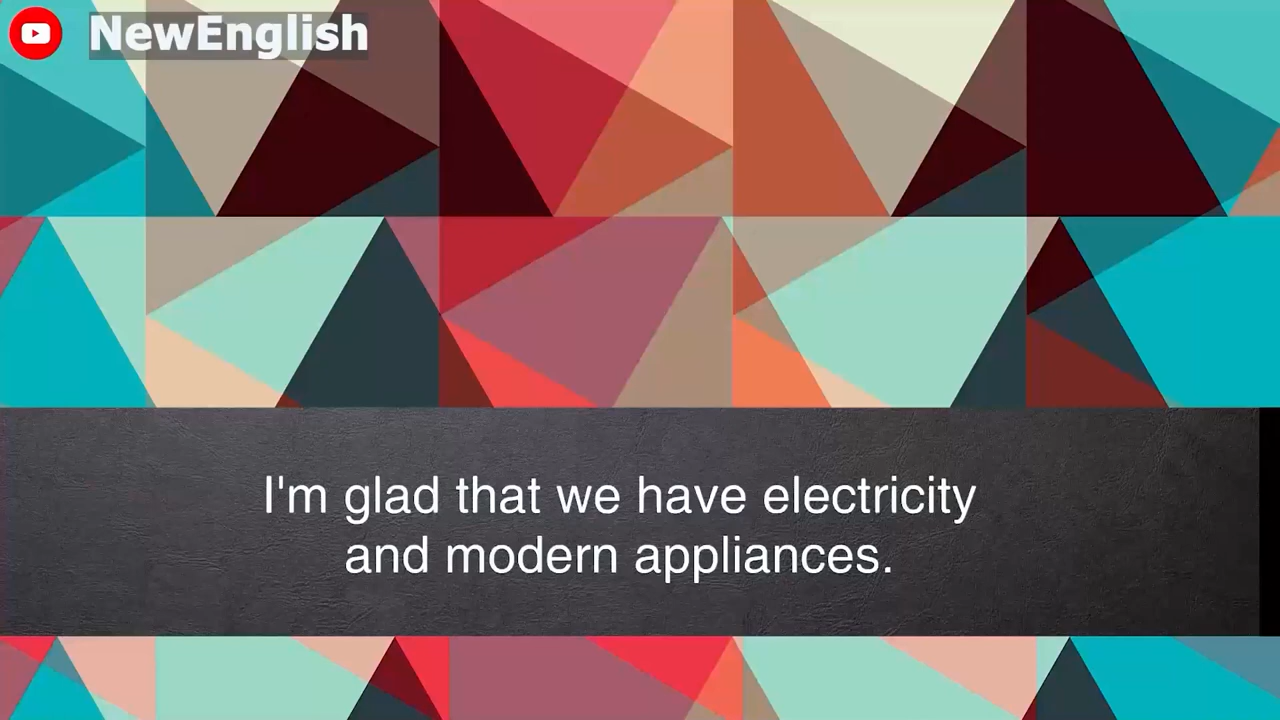 NewEnglish
I'm glad that we have electricity
and modern appliances.